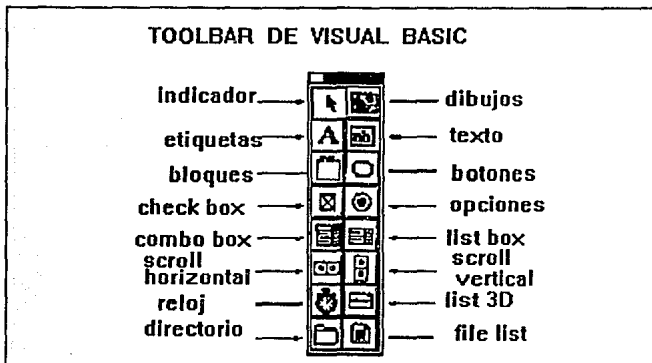 TOOLBAR DE VISUAL BASIC
indicador
dibujos
A
etiquetas
ab
texto
bloques
botones
check box
opciones
combo box
list box
scroll
horizontal
scroll
vertical
reloj
list 3D
directorio
file list